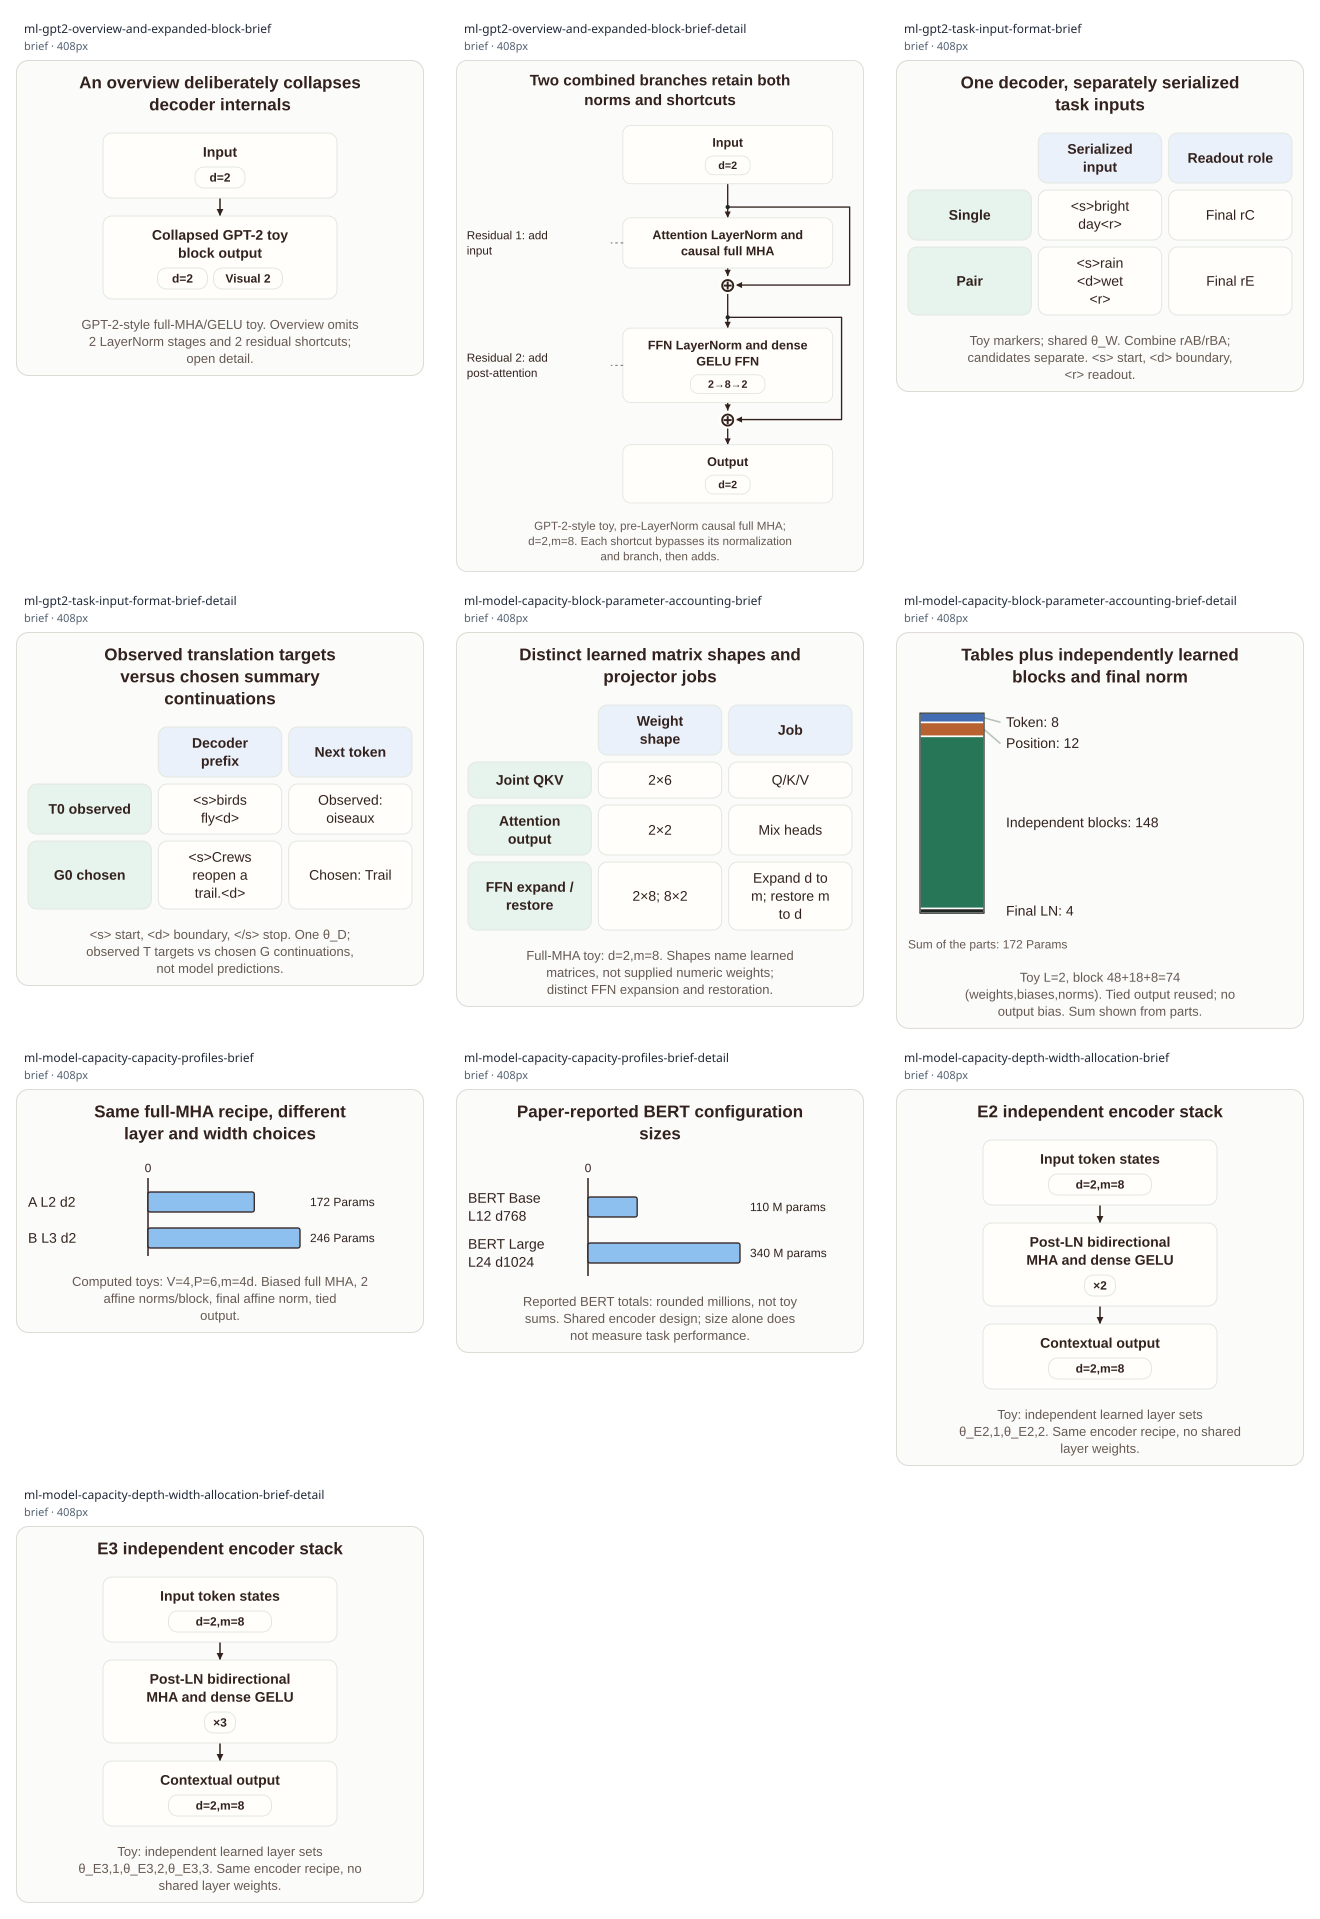 ml-gpt2-overview-and-expanded-block-brief
brief · 408px
An overview deliberately collapses
decoder internals
Input
d=2
Collapsed GPT-2 toy
block output
d=2
Visual 2
GPT-2-style full-MHA/GELU toy. Overview omits
2 LayerNorm stages and 2 residual shortcuts;
open detail.
ml-gpt2-overview-and-expanded-block-brief-detail
brief · 408px
Two combined branches retain both
norms and shortcuts
Input
d=2
Residual 1: add
input
Attention LayerNorm and
causal full MHA
⊕
Residual 2: add
post-attention
FFN LayerNorm and dense
GELU FFN
2→8→2
⊕
Output
d=2
GPT-2-style toy, pre-LayerNorm causal full MHA;
d=2,m=8. Each shortcut bypasses its normalization
and branch, then adds.
ml-gpt2-task-input-format-brief
brief · 408px
One decoder, separately serialized
task inputs
Serialized
input
Readout role
Single
<s>bright
day<r>
Final rC
Pair
<s>rain
<d>wet
<r>
Final rE
Toy markers; shared θ_W. Combine rAB/rBA;
candidates separate. <s> start, <d> boundary,
<r> readout.
ml-gpt2-task-input-format-brief-detail
brief · 408px
Observed translation targets
versus chosen summary
continuations
Decoder
prefix
Next token
T0 observed
<s>birds
fly<d>
Observed:
oiseaux
G0 chosen
<s>Crews
reopen a
trail.<d>
Chosen: Trail
<s> start, <d> boundary, </s> stop. One θ_D;
observed T targets vs chosen G continuations,
not model predictions.
ml-model-capacity-block-parameter-accounting-brief
brief · 408px
Distinct learned matrix shapes and
projector jobs
Weight
shape
Job
Joint QKV
2×6
Q/K/V
Attention
output
2×2
Mix heads
FFN expand /
restore
2×8; 8×2
Expand d to
m; restore m
to d
Full-MHA toy: d=2,m=8. Shapes name learned
matrices, not supplied numeric weights;
distinct FFN expansion and restoration.
ml-model-capacity-block-parameter-accounting-brief-detail
brief · 408px
Tables plus independently learned
blocks and final norm
Token: 8
Position: 12
Independent blocks: 148
Final LN: 4
Sum of the parts: 172 Params
Toy L=2, block 48+18+8=74
(weights,biases,norms). Tied output reused; no
output bias. Sum shown from parts.
ml-model-capacity-capacity-profiles-brief
brief · 408px
Same full-MHA recipe, different
layer and width choices
0
A L2 d2
172 Params
B L3 d2
246 Params
Computed toys: V=4,P=6,m=4d. Biased full MHA, 2
affine norms/block, final affine norm, tied
output.
ml-model-capacity-capacity-profiles-brief-detail
brief · 408px
Paper-reported BERT configuration
sizes
0
BERT Base
L12 d768
110 M params
BERT Large
L24 d1024
340 M params
Reported BERT totals: rounded millions, not toy
sums. Shared encoder design; size alone does
not measure task performance.
ml-model-capacity-depth-width-allocation-brief
brief · 408px
E2 independent encoder stack
Input token states
d=2,m=8
Post-LN bidirectional
MHA and dense GELU
×2
Contextual output
d=2,m=8
Toy: independent learned layer sets
θ_E2,1,θ_E2,2. Same encoder recipe, no shared
layer weights.
ml-model-capacity-depth-width-allocation-brief-detail
brief · 408px
E3 independent encoder stack
Input token states
d=2,m=8
Post-LN bidirectional
MHA and dense GELU
×3
Contextual output
d=2,m=8
Toy: independent learned layer sets
θ_E3,1,θ_E3,2,θ_E3,3. Same encoder recipe, no
shared layer weights.